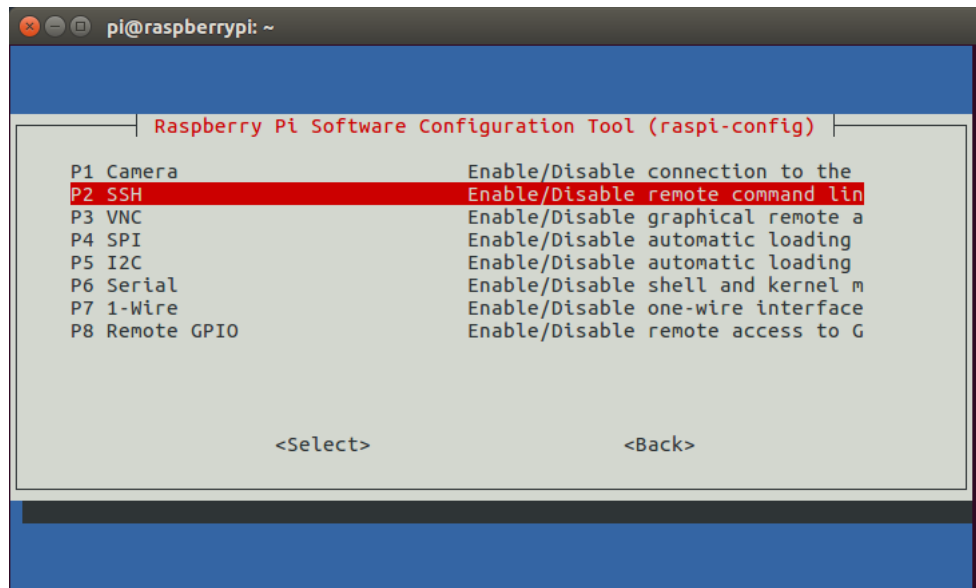 pi@raspberrypi: ~
Raspberry Pi Software Configuration Tool (raspi-config)
P1 Camera Enable/Disable connection to the
P2 SSH Enable/Disable remote command lin
P3 VNC Enable/Disable graphical remote a
P4 SPI Enable/Disable automatic loading
P5 I2C Enable/Disable automatic loading
P6 Serial Enable/Disable shell and kernel m
P7 1-Wire Enable/Disable one-wire interface
P8 Remote GPIO Enable/Disable remote access to G
<Select> <Back>